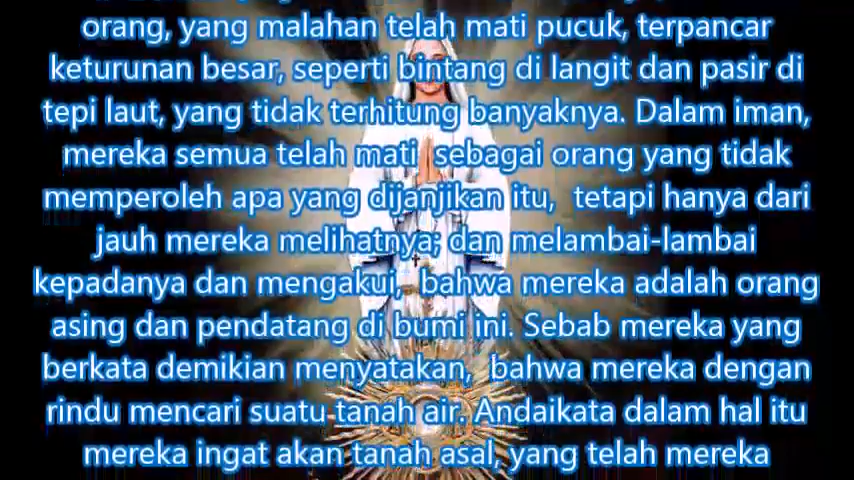 orang, yang malahan telah mati pucuk, terpancar
keturunan besar, seperti bintang di langit dan pasir di
tepi laut, yang tidak terhitung banyaknya. Dalam iman,
mereka semua telah mati  sebagai orang yang tidak
memperoleh apa yang dijanjikan itu,  tetapi hanya dari
jauh mereka melihatnya; dan melambai-lambai
kepadanya dan mengakui,  bahwa mereka adalah orang
asing dan pendatang di bumi ini. Sebab mereka yang
berkata demikian menyatakan,  bahwa mereka dengan
rindu mencari suatu tanah air. Andaikata dalam hal itu
mereka ingat akan tanah asal, yang telah mereka